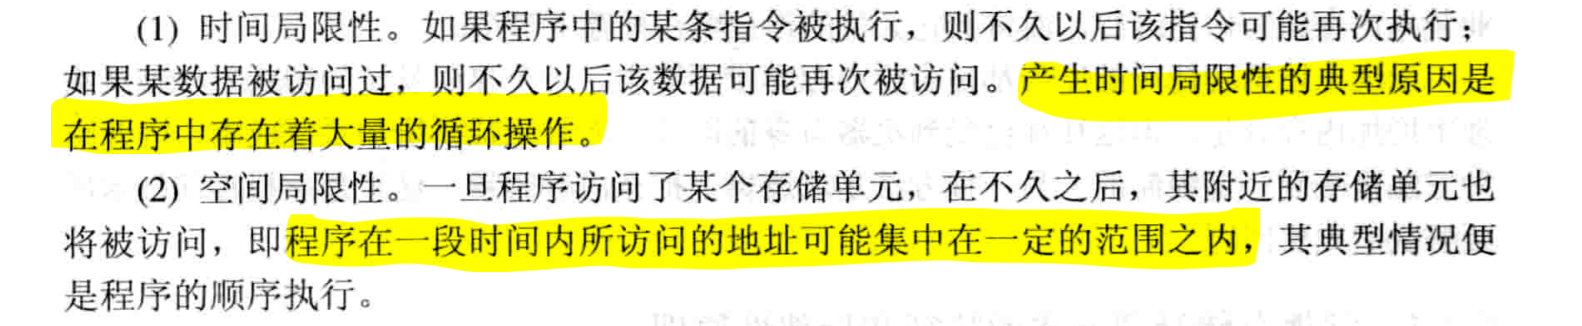 (1) 时间局限性。如果程序中的某条指令被执行，则不久以后该指令可能再次执行；
如果某数据被访问过，则不久以后该数据可能再次被访问。产生时间局限性的典型原因是
在程序中存在着大量的循环操作。
(2) 空间局限性。一旦程序访问了某个存储单元，在不久之后，其附近的存储单元也
将被访问，即程序在一段时间内所访问的地址可能集中在一定的范围之内，其典型情况便
是程序的顺序执行。